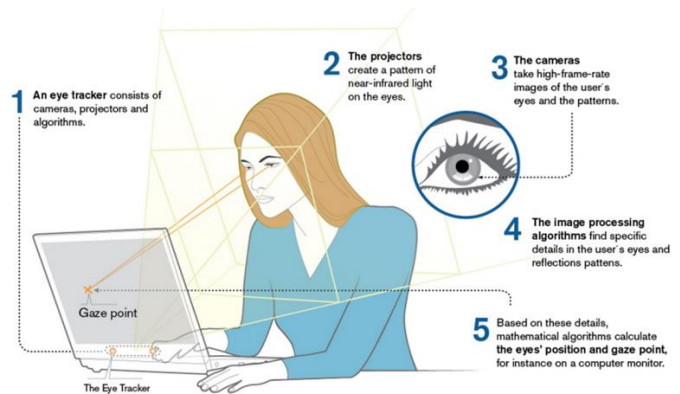 1
An eye tracker consists of
cameras, projectors and
algorithms.
2
The projectors
create a pattern of
near-infrared light
on the eyes.
3
The cameras
take high-frame-rate
images of the user's
eyes and the patterns.
4
The image processing
algorithms find specific
details in the user's eyes and
reflections pattens.
5
Based on these details,
mathematical algorithms calculate
the eyes' position and gaze point,
for instance on a computer monitor.
Gaze point
The Eye Tracker